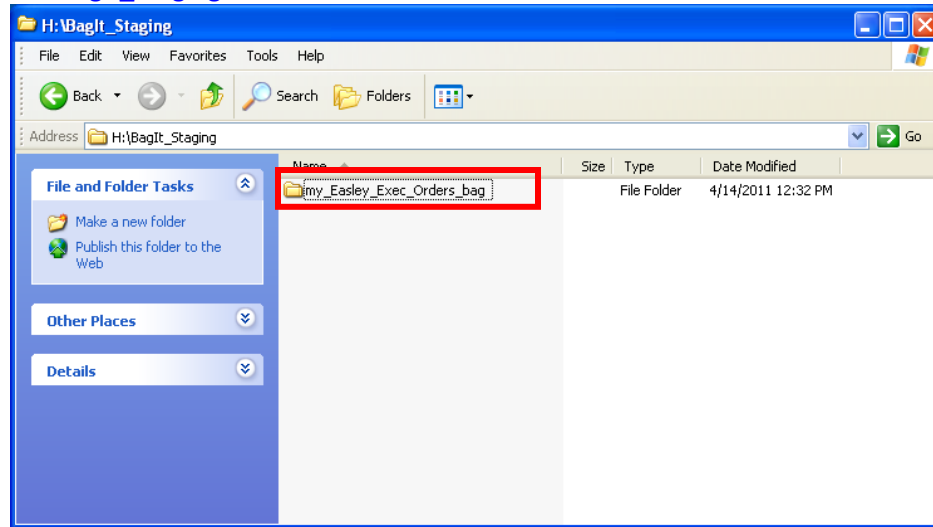 H:\BagIt_Staging
File Edit View Favorites Tools Help
Back Search Folders
Address H:\BagIt_Staging Go
Name Size Type Date Modified
File and Folder Tasks
my_Easley_Exec_Orders_bag File Folder 4/14/2011 12:32 PM
Make a new folder
Publish this folder to the
Web
Other Places
Details